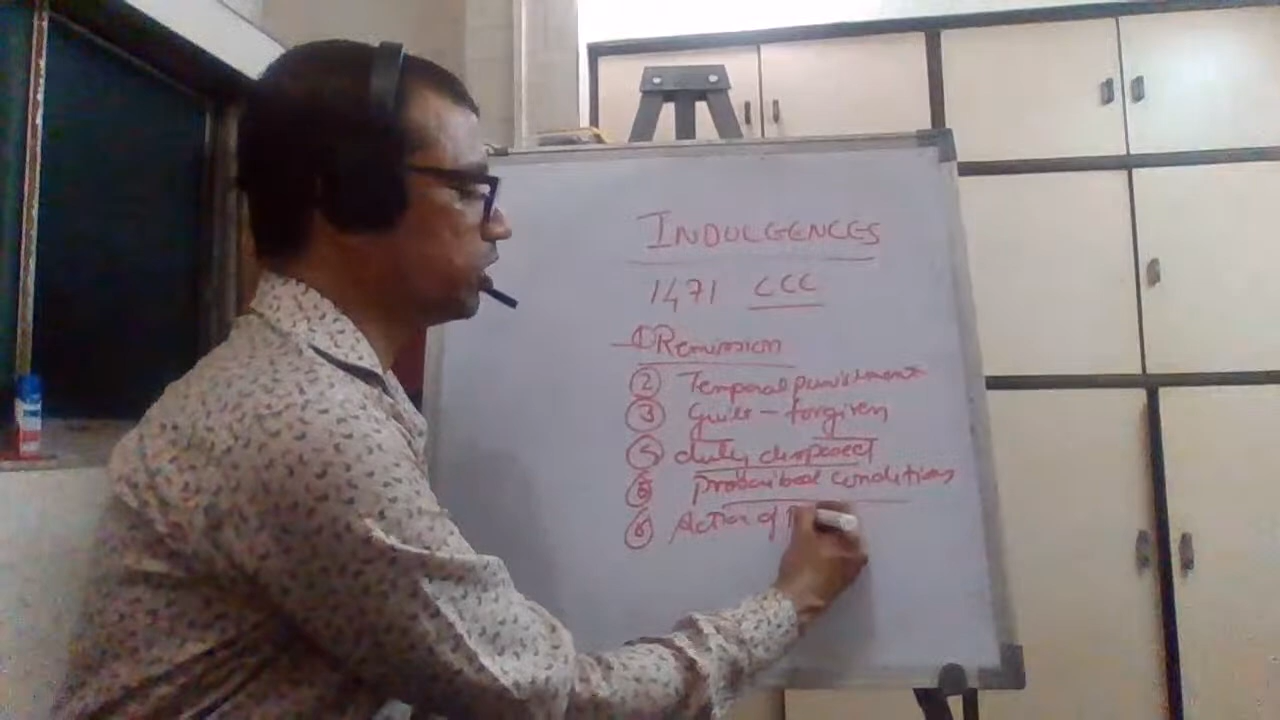 INDULGENCES
1471 CCC
① Remission
② Temporal punishment
③ Guilt - forgiven
duly disposed
⑤ Prescribed conditions
⑥ Action of